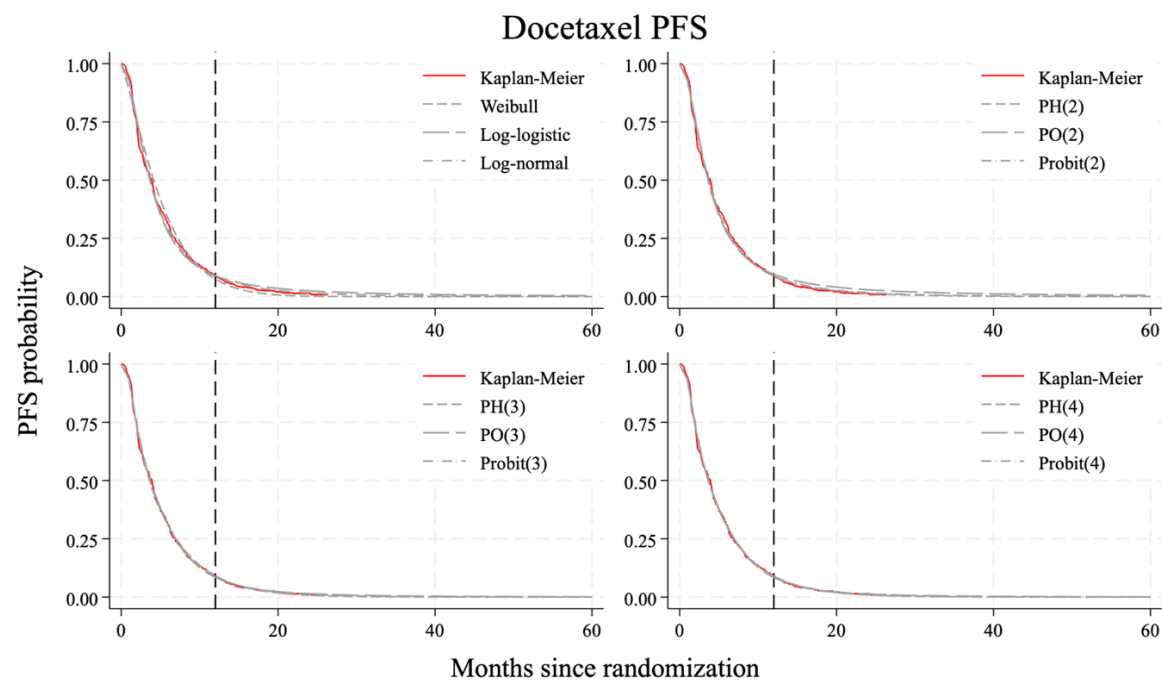 Docetaxel PFS
PFS probability
1.00
0.75
0.50
0.25
0.00
0
20
40
60
Kaplan-Meier
Weibull
Log-logistic
Log-normal
1.00
0.75
0.50
0.25
0.00
0
20
40
60
Kaplan-Meier
PH(2)
PO(2)
Probit(2)
1.00
0.75
0.50
0.25
0.00
0
20
40
60
Kaplan-Meier
PH(3)
PO(3)
Probit(3)
1.00
0.75
0.50
0.25
0.00
0
20
40
60
Kaplan-Meier
PH(4)
PO(4)
Probit(4)
Months since randomization